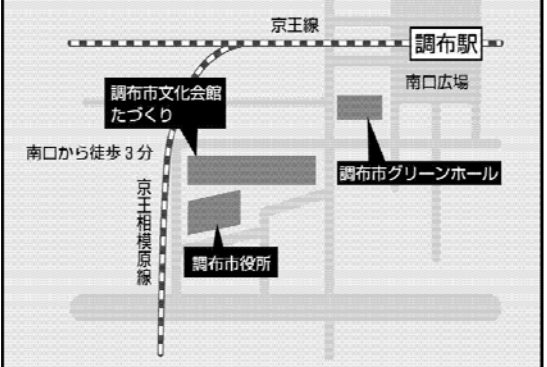 京王線
調布駅
南口広場
調布市文化会館
たづくり
南口から徒歩3分
調布市グリーンホール
京王相模原線
調布市役所